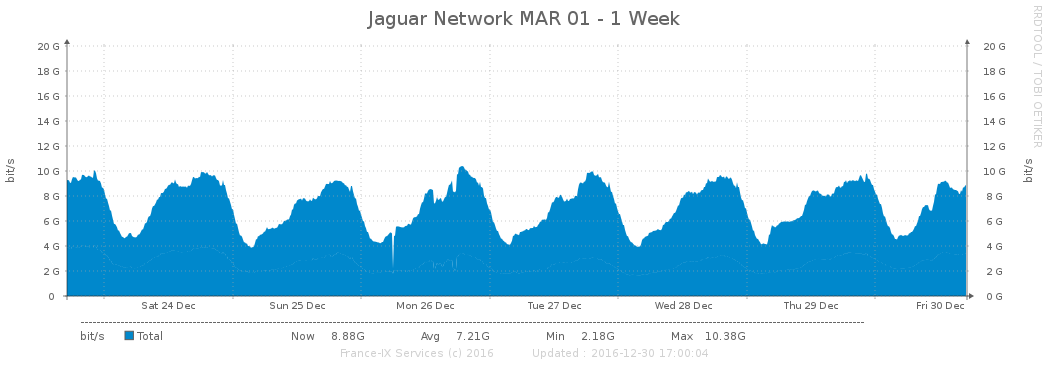 Jaguar Network MAR 01 - 1 Week
RRDTOOL / TOBI OETIKER
bit/s
20 G 20 G
18 G 18 G
16 G 16 G
14 G 14 G
12 G 12 G
10 G 10 G
8 G 8 G
6 G 6 G
4 G 4 G
2 G 2 G
0 0 G
bit/s
Sat 24 Dec Sun 25 Dec Mon 26 Dec Tue 27 Dec Wed 28 Dec Thu 29 Dec Fri 30 Dec
bit/s Total Now 8.88G Avg 7.21G Min 2.18G Max 10.38G
France-IX Services (c) 2016 Updated : 2016-12-30 17:00:04